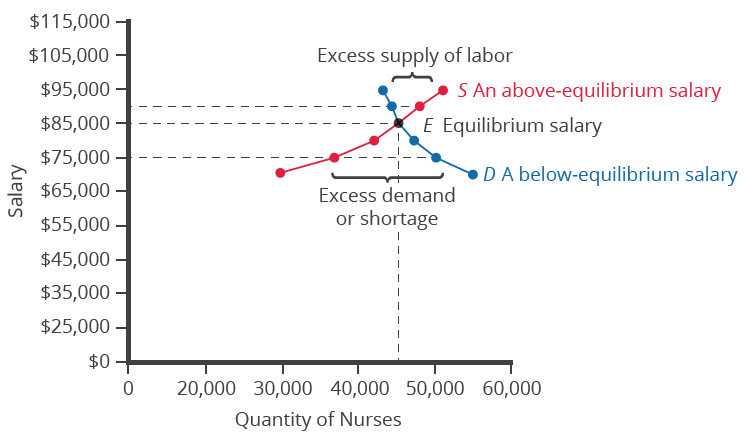 $115,000
$105,000
Excess supply of labor
$95,000
S An above-equilibrium salary
$85,000
E Equilibrium salary
$75,000
D A below-equilibrium salary
$65,000
Excess demand
or shortage
$55,000
$45,000
$35,000
$25,000
$0
Salary
0 20,000 30,000 40,000 50,000 60,000
Quantity of Nurses